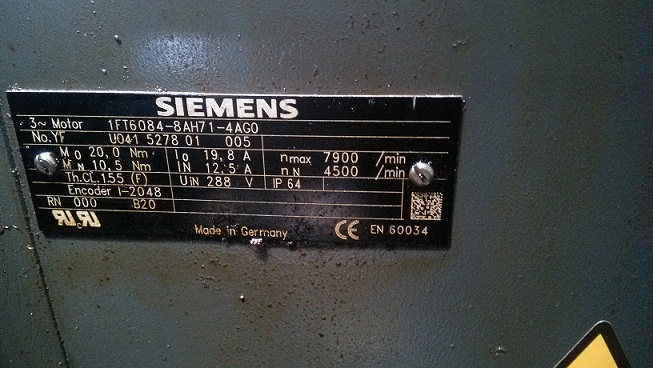 SIEMENS
3~ Motor 1FT6084-8AH71-4AG0
No.YF U041 5278 01 005
M0 20,0 Nm I0 19,8 A nmax 7900 /min
MN 10,5 Nm IN 12,5 A nN 4500 /min
Th.CL.155 (F) UIN 288 V IP 64
Encoder I-2048
RN 000 B20
Made in Germany CE EN 60034